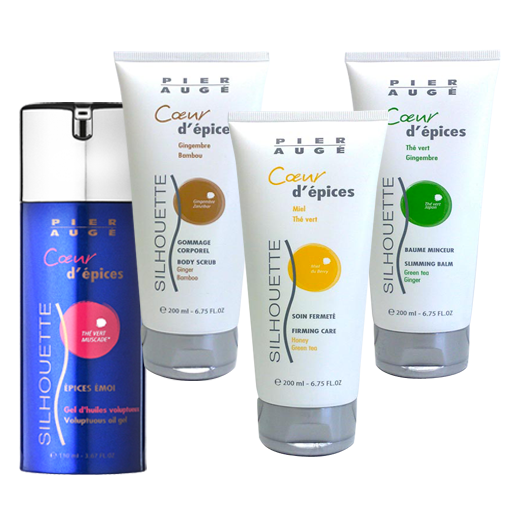 PIER
AUGÉ
Cœur
d'épices
THÉ VERT
MUSCADE
SILHOUETTE
ÉPICES ÉMOI
Gel d'huiles voluptueux
Voluptuous oil gel
PIER
AUGÉ
Cœur
d'épices
Gingembre
Bambou
SILHOUETTE
GOMMAGE
CORPOREL
BODY SCRUB
Ginger
Bamboo
℮ 200 ml - 6.75 FL.OZ
PIER
AUGÉ
Cœur
d'épices
Miel
Thé vert
SILHOUETTE
SOIN FERMETÉ
FIRMING CARE
Honey
Green tea
℮ 200 ml - 6.75 FL.OZ
PIER
AUGÉ
Cœur
d'épices
Thé vert
Gingembre
Thé vert
Japon
SILHOUETTE
BAUME MINCEUR
SLIMMING BALM
Green tea
Ginger
℮ 200 ml - 6.75 FL.OZ